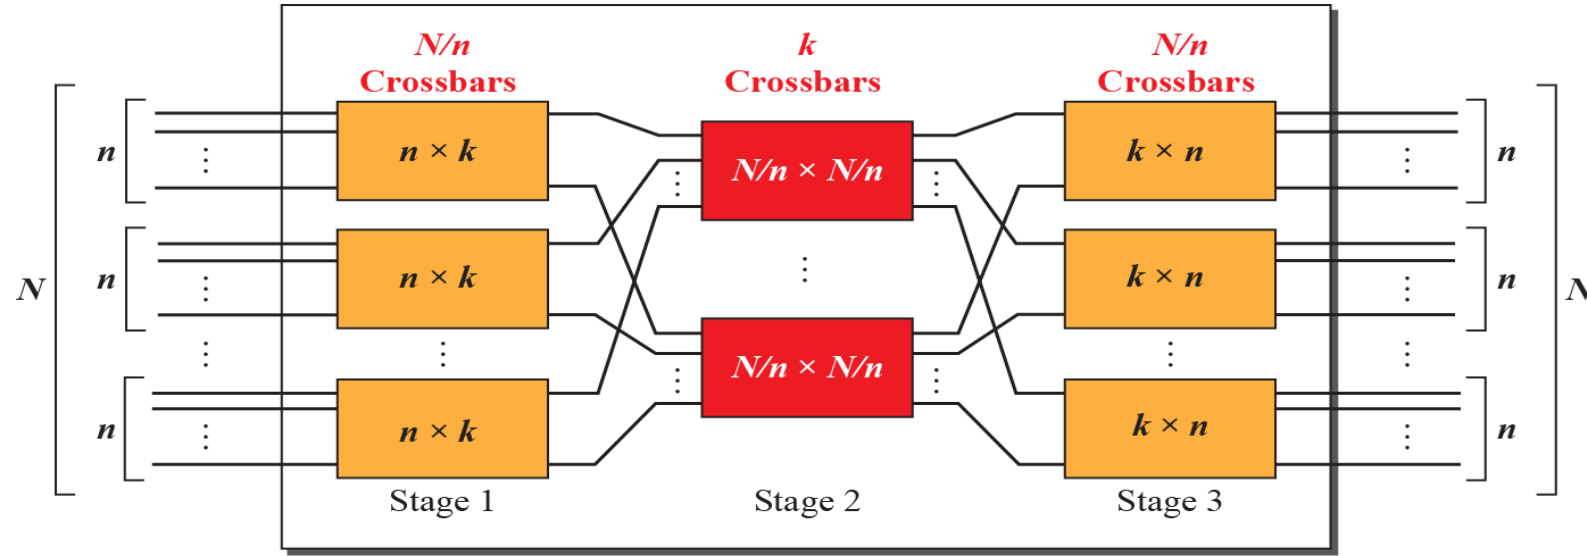 N/n
Crossbars
k
Crossbars
N/n
Crossbars
n
n × k
N/n × N/n
k × n
n
N
n
n × k
k × n
n
N
n
n × k
N/n × N/n
k × n
n
Stage 1
Stage 2
Stage 3